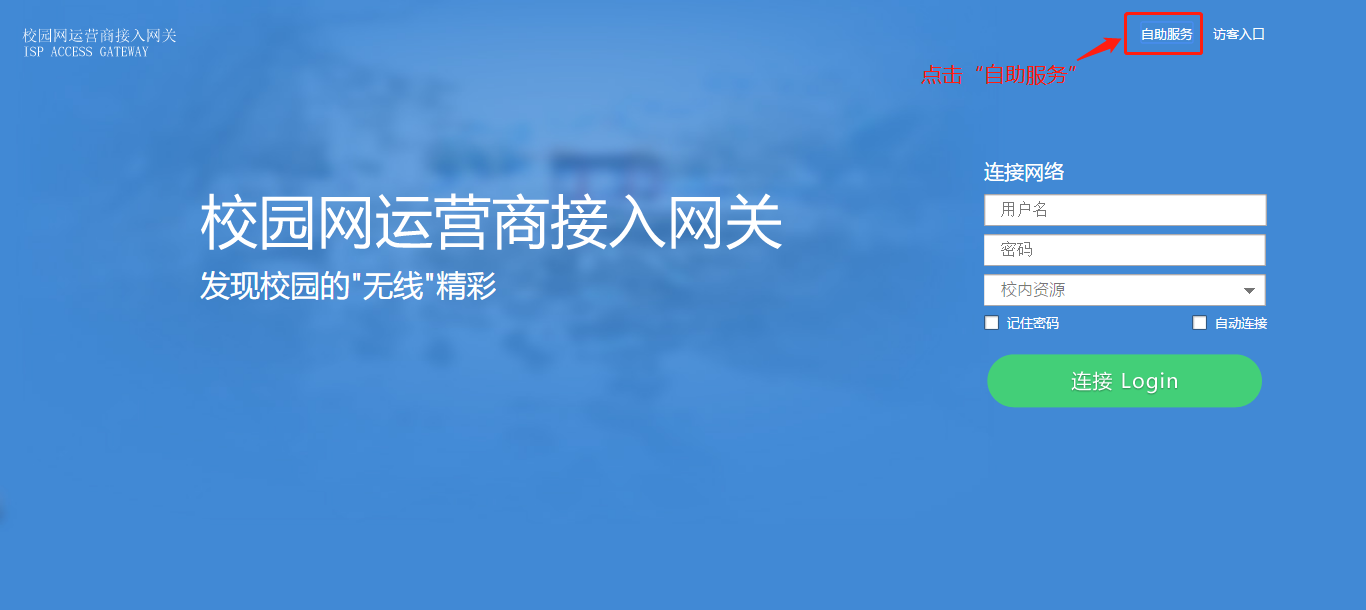 校园网运营商接入网关
ISP ACCESS GATEWAY
自助服务 访客入口
点击“自助服务”
校园网运营商接入网关
发现校园的"无线"精彩
连接网络
用户名
密码
校内资源
记住密码 自动连接
连接 Login